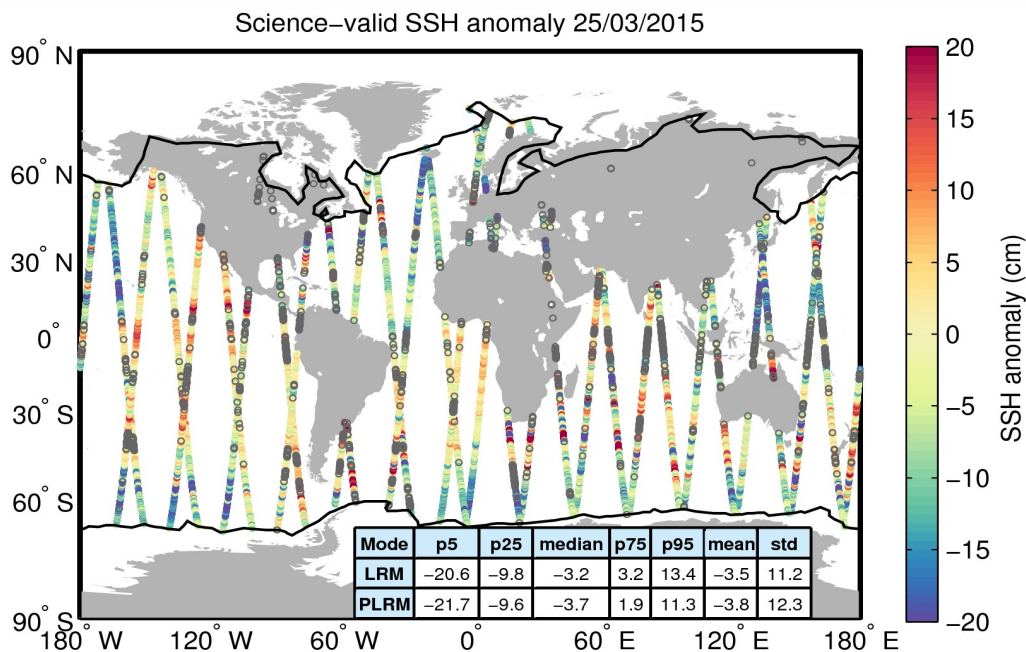 Science−valid SSH anomaly 25/03/2015
90° N
60° N
30° N
0°
30° S
60° S
90° S
180° W
120° W
60° W
0°
60° E
120° E
180° E
Mode p5 p25 median p75 p95 mean std
LRM −20.6 −9.8 −3.2 3.2 13.4 −3.5 11.2
PLRM −21.7 −9.6 −3.7 1.9 11.3 −3.8 12.3
20
15
10
5
0
−5
−10
−15
−20
SSH anomaly (cm)